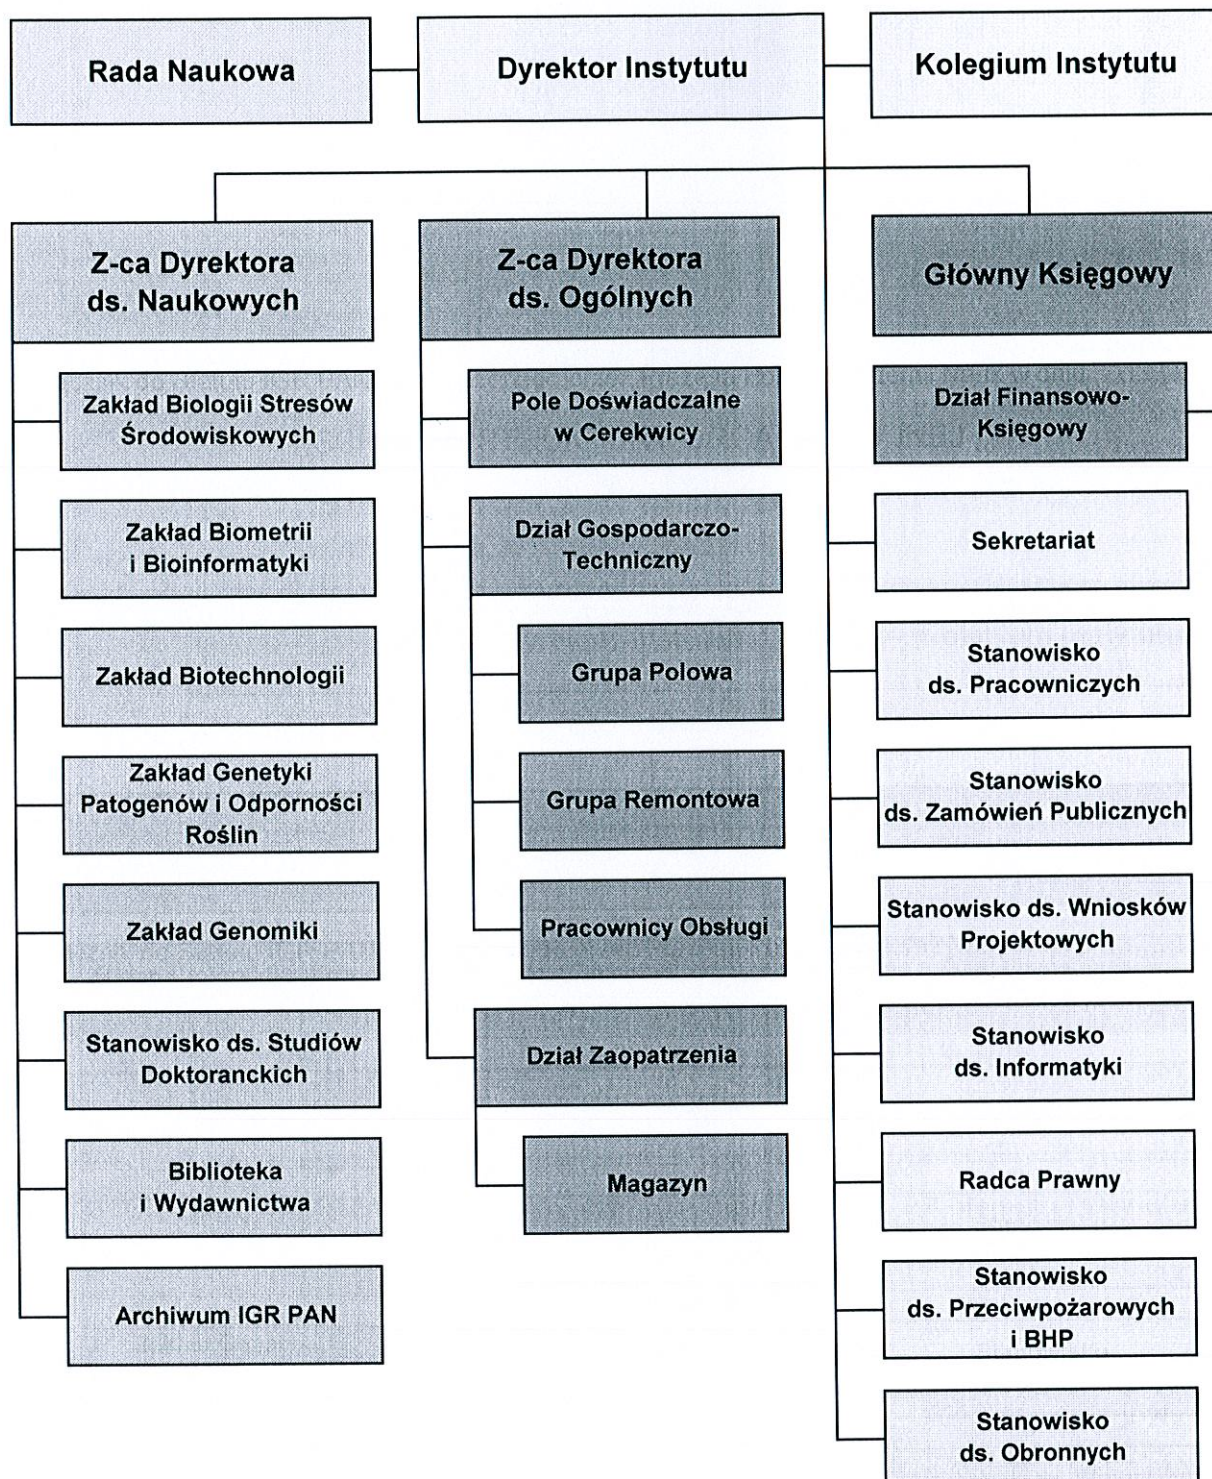 Rada Naukowa
Dyrektor Instytutu
Kolegium Instytutu
Z-ca Dyrektora
ds. Naukowych
Zakład Biologii Stresów
Środowiskowych
Zakład Biometrii
i Bioinformatyki
Zakład Biotechnologii
Zakład Genetyki
Patogenów i Odporności
Roślin
Zakład Genomiki
Stanowisko ds. Studiów
Doktoranckich
Biblioteka
i Wydawnictwa
Archiwum IGR PAN
Z-ca Dyrektora
ds. Ogólnych
Pole Doświadczalne
w Cerekwicy
Dział Gospodarczo-
Techniczny
Grupa Polowa
Grupa Remontowa
Pracownicy Obsługi
Dział Zaopatrzenia
Magazyn
Główny Księgowy
Dział Finansowo-
Księgowy
Sekretariat
Stanowisko
ds. Pracowniczych
Stanowisko
ds. Zamówień Publicznych
Stanowisko ds. Wniosków
Projektowych
Stanowisko
ds. Informatyki
Radca Prawny
Stanowisko
ds. Przeciwpożarowych
i BHP
Stanowisko
ds. Obronnych